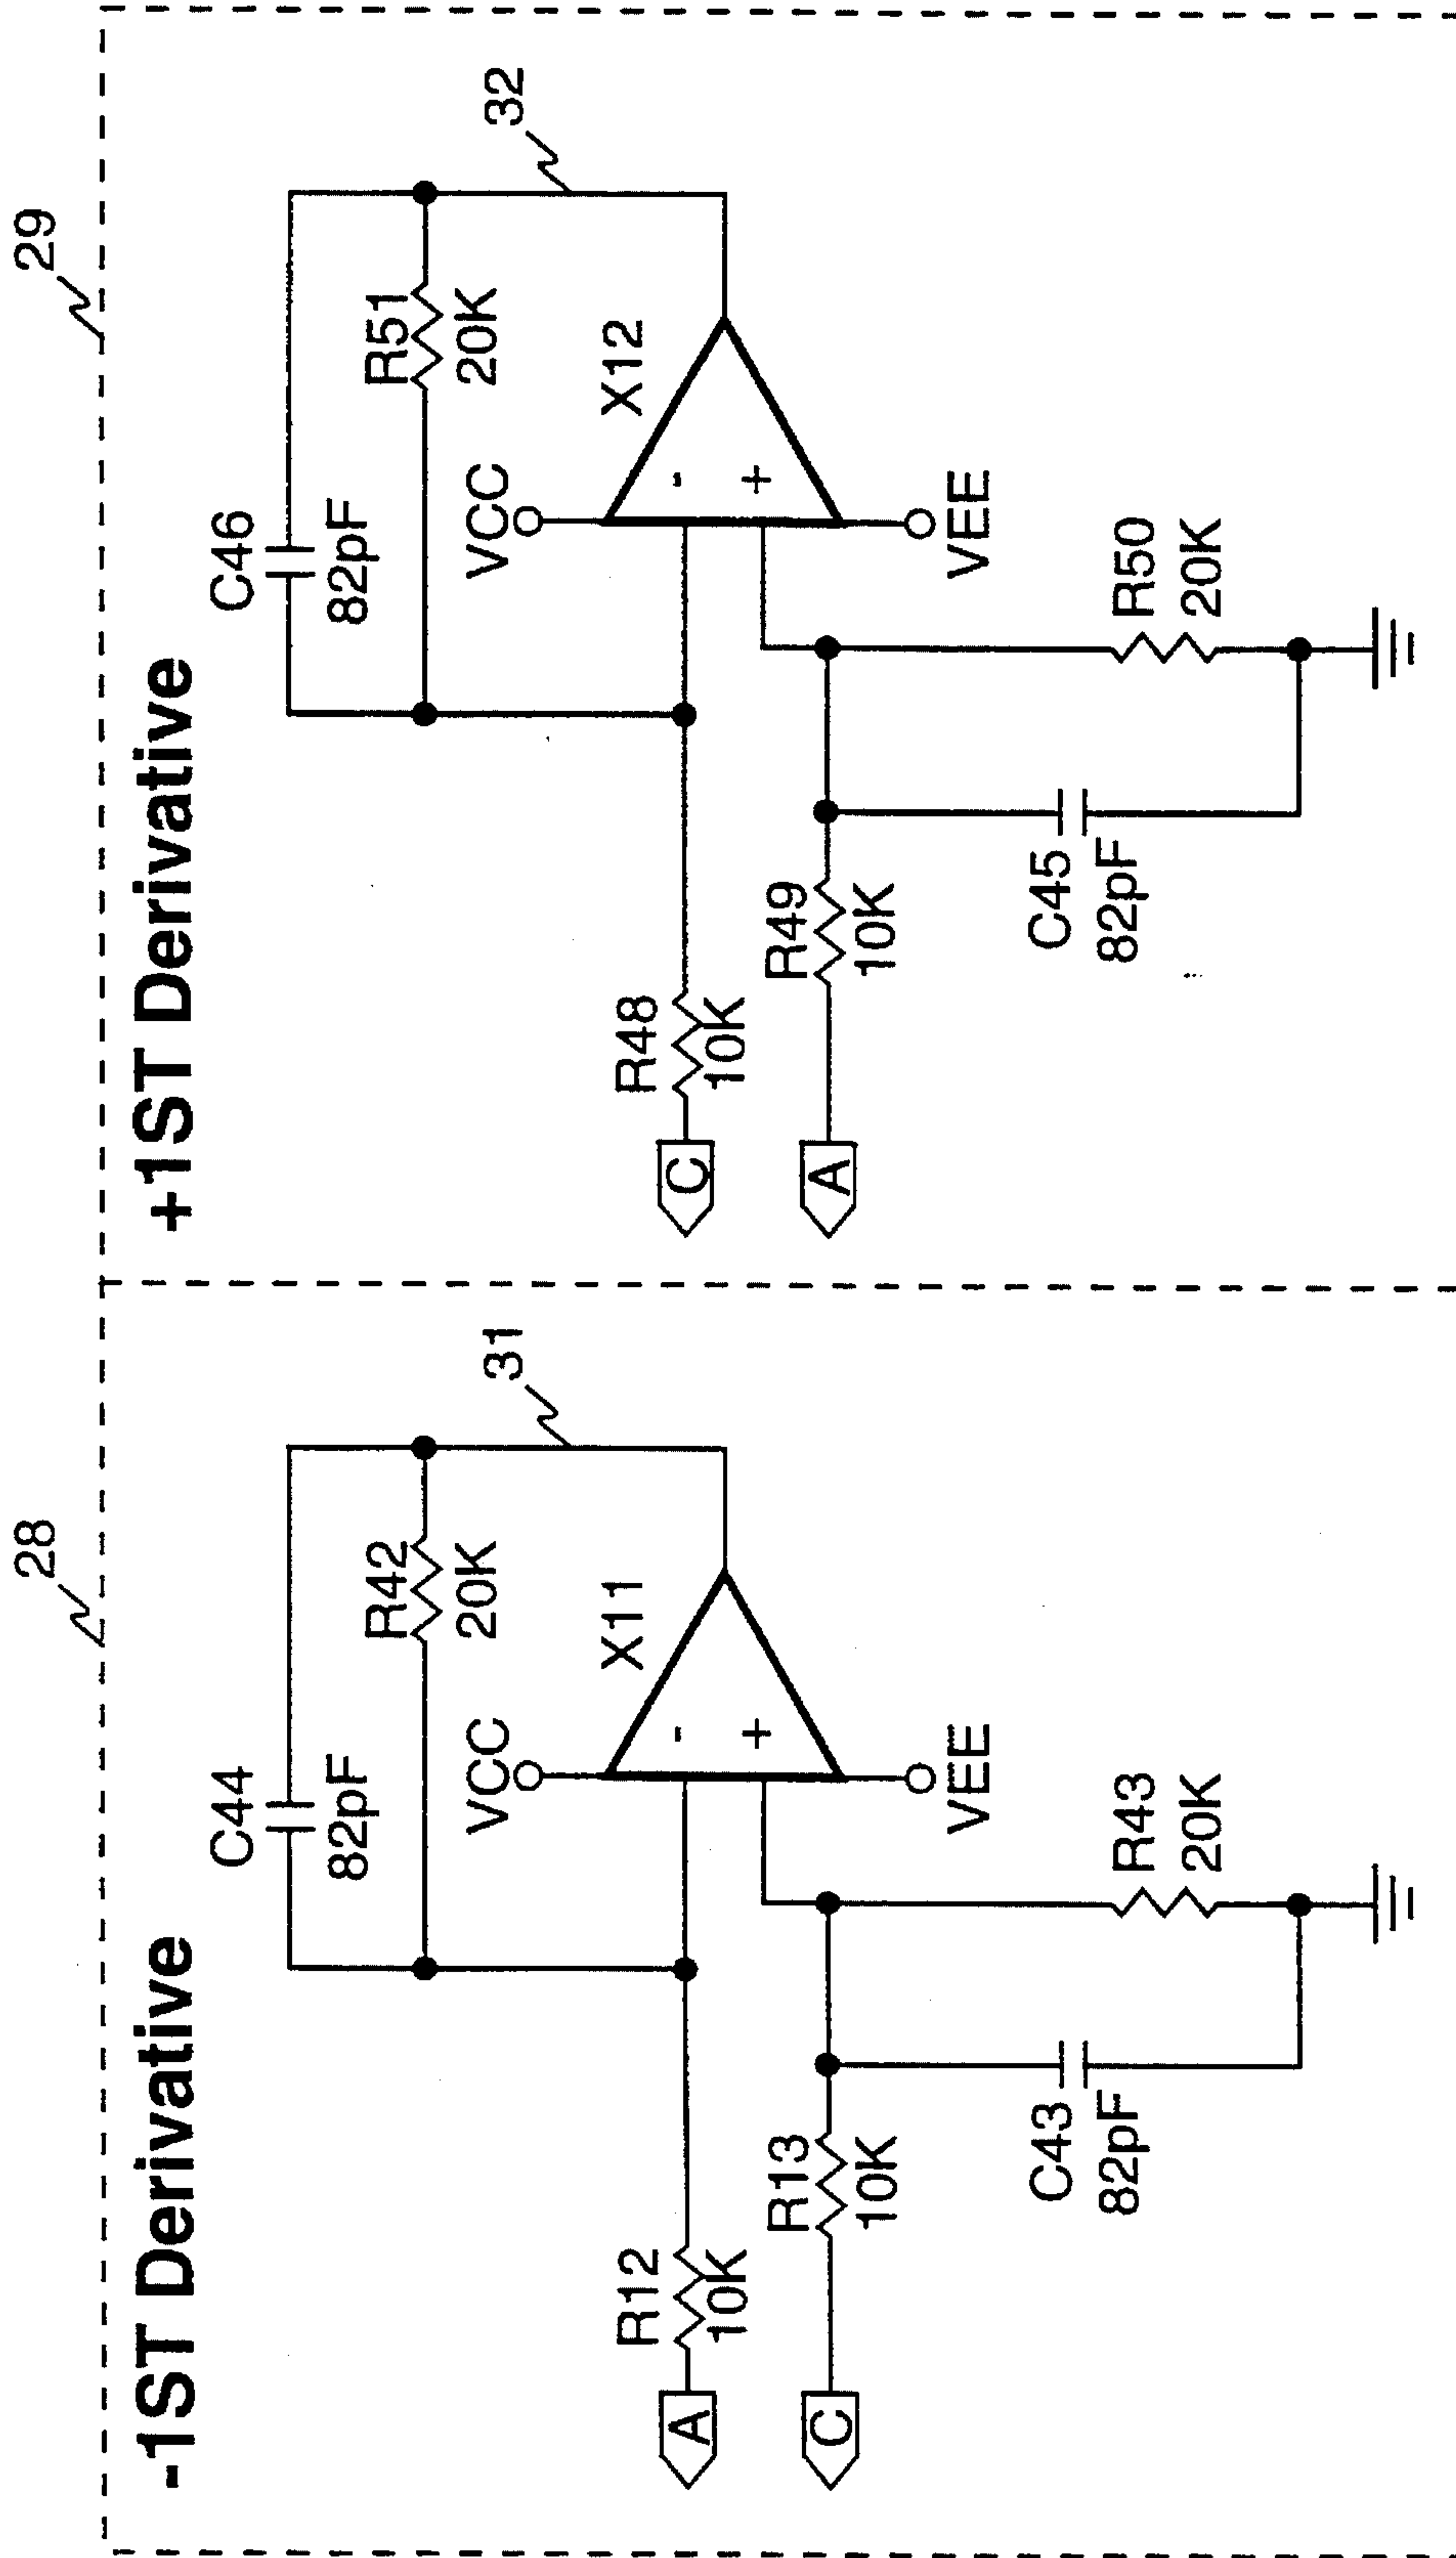 28
29
-1ST Derivative
+1ST Derivative
C44
82pF
R42
20K
31
VCC
X11
-
+
VEE
A
R12
10K
C
R13
10K
C43
82pF
R43
20K
C46
82pF
R51
20K
32
VCC
X12
-
+
VEE
C
R48
10K
A
R49
10K
C45
82pF
R50
20K